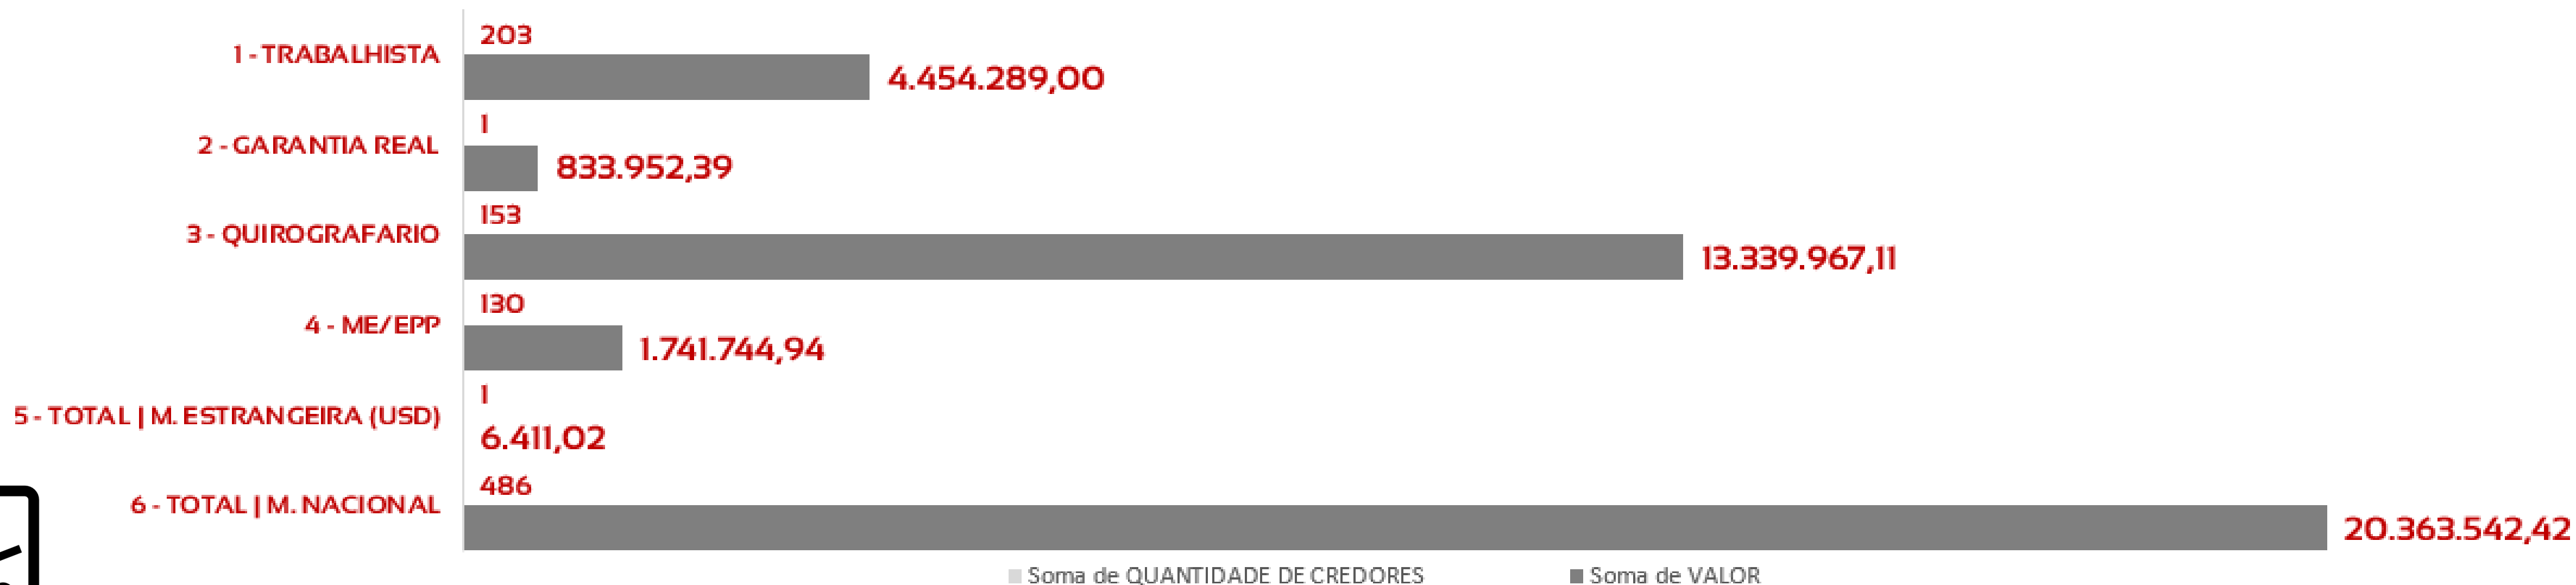 203
1 - TRABALHISTA
4.454.289,00
1
2 - GARANTIA REAL
833.952,39
153
3 - QUIROGRAFARIO
13.339.967,11
130
4 - ME/EPP
1.741.744,94
1
5 - TOTAL | M. ESTRANGEIRA (USD)
6.411,02
486
6 - TOTAL | M. NACIONAL
20.363.542,42
Soma de QUANTIDADE DE CREDORES
Soma de VALOR